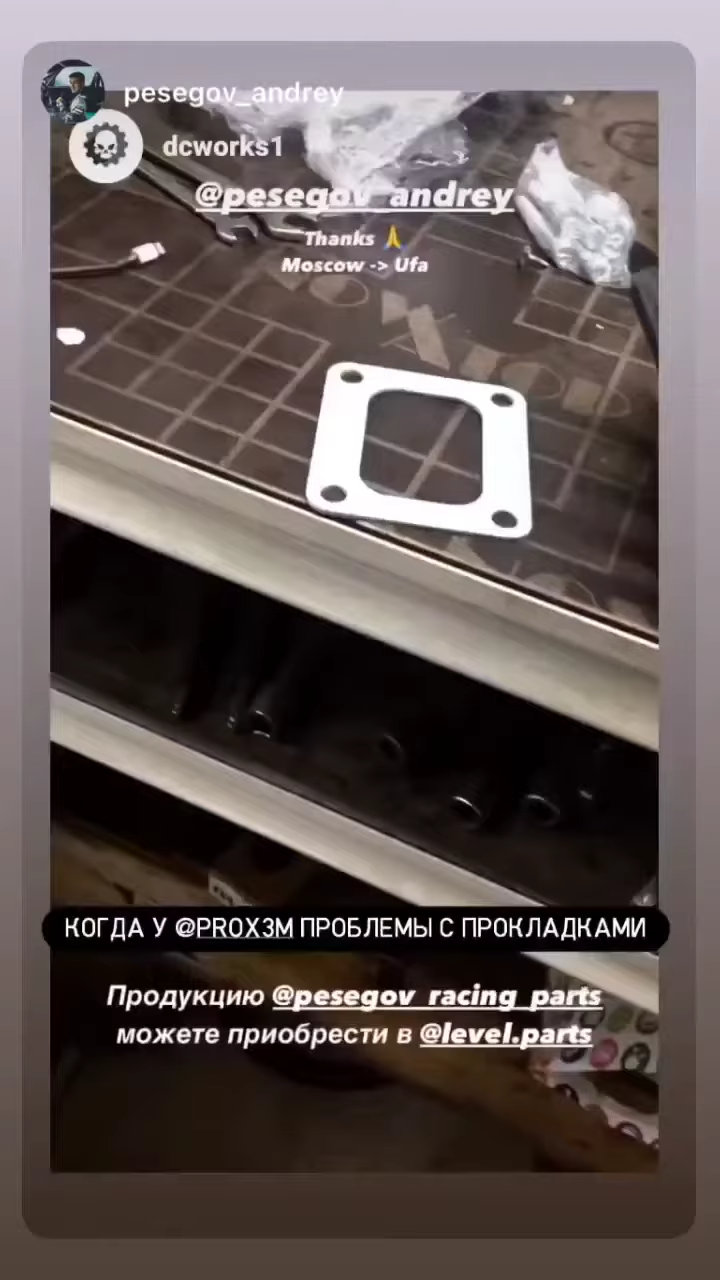 pesegov_andrey
dcworks1
@pesegov_andrey
Thanks 🙏
Moscow -> Ufa
КОГДА У @PROX3M ПРОБЛЕМЫ С ПРОКЛАДКАМИ
Продукцию @pesegov_racing_parts
можете приобрести в @level.parts